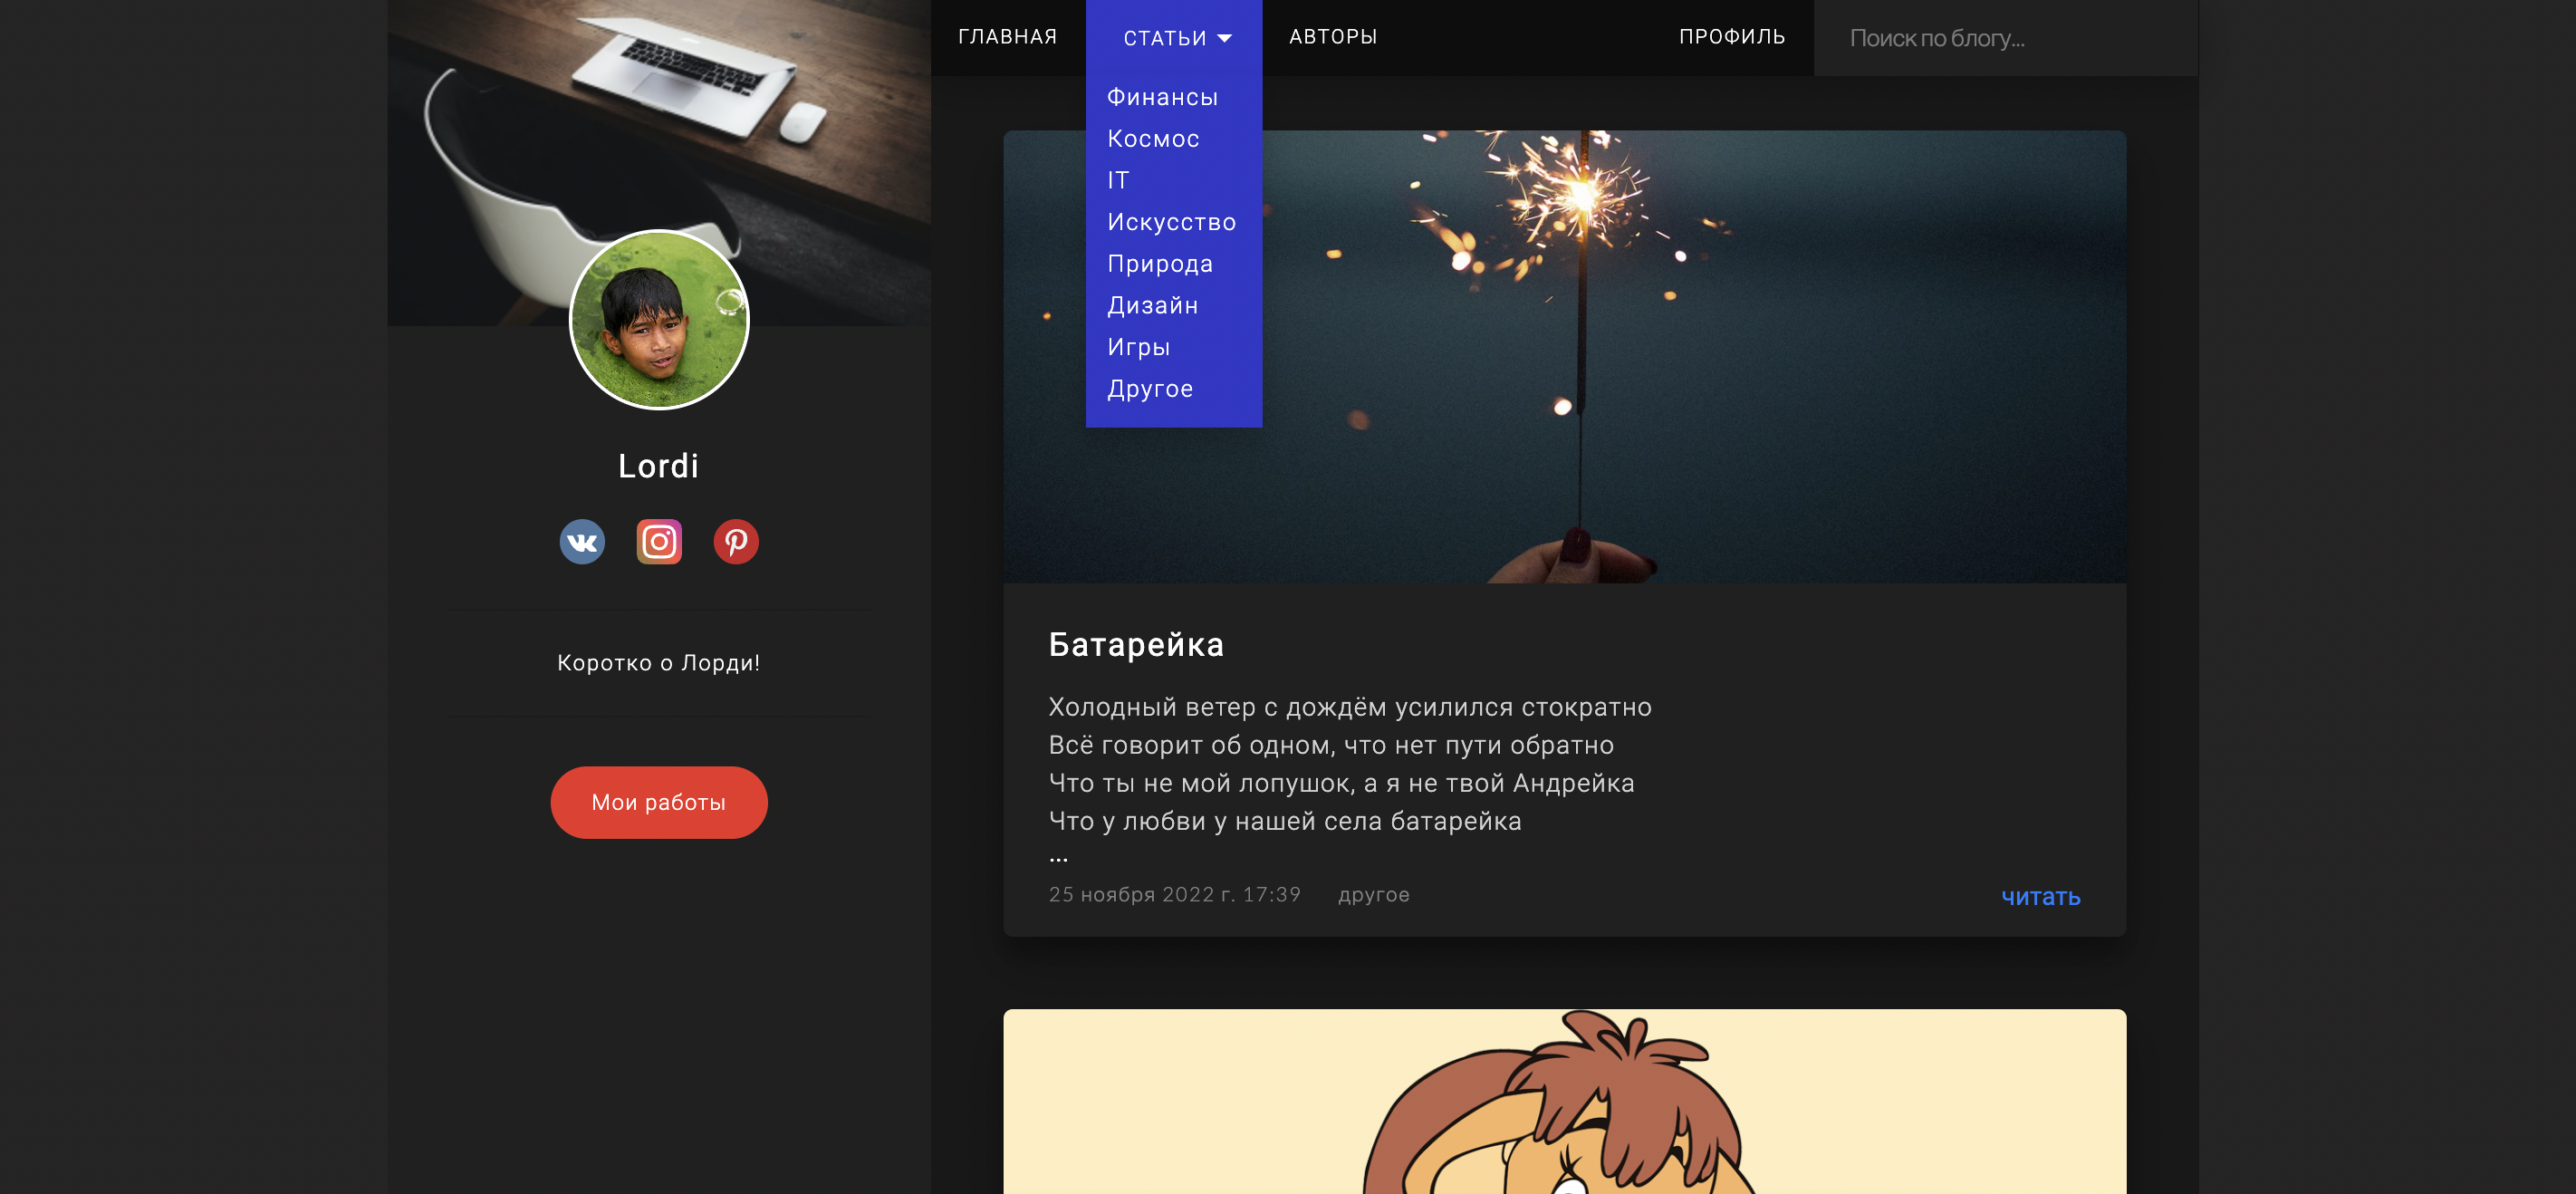 ГЛАВНАЯ
СТАТЬИ
АВТОРЫ
ПРОФИЛЬ
Поиск по блогу...
Финансы
Космос
IT
Искусство
Природа
Дизайн
Игры
Другое
Lordi
Коротко о Лорди!
Мои работы
Батарейка
Холодный ветер с дождём усилился стократно
Всё говорит об одном, что нет пути обратно
Что ты не мой лопушок, а я не твой Андрейка
Что у любви у нашей села батарейка
...
25 ноября 2022 г. 17:39 другое
читать